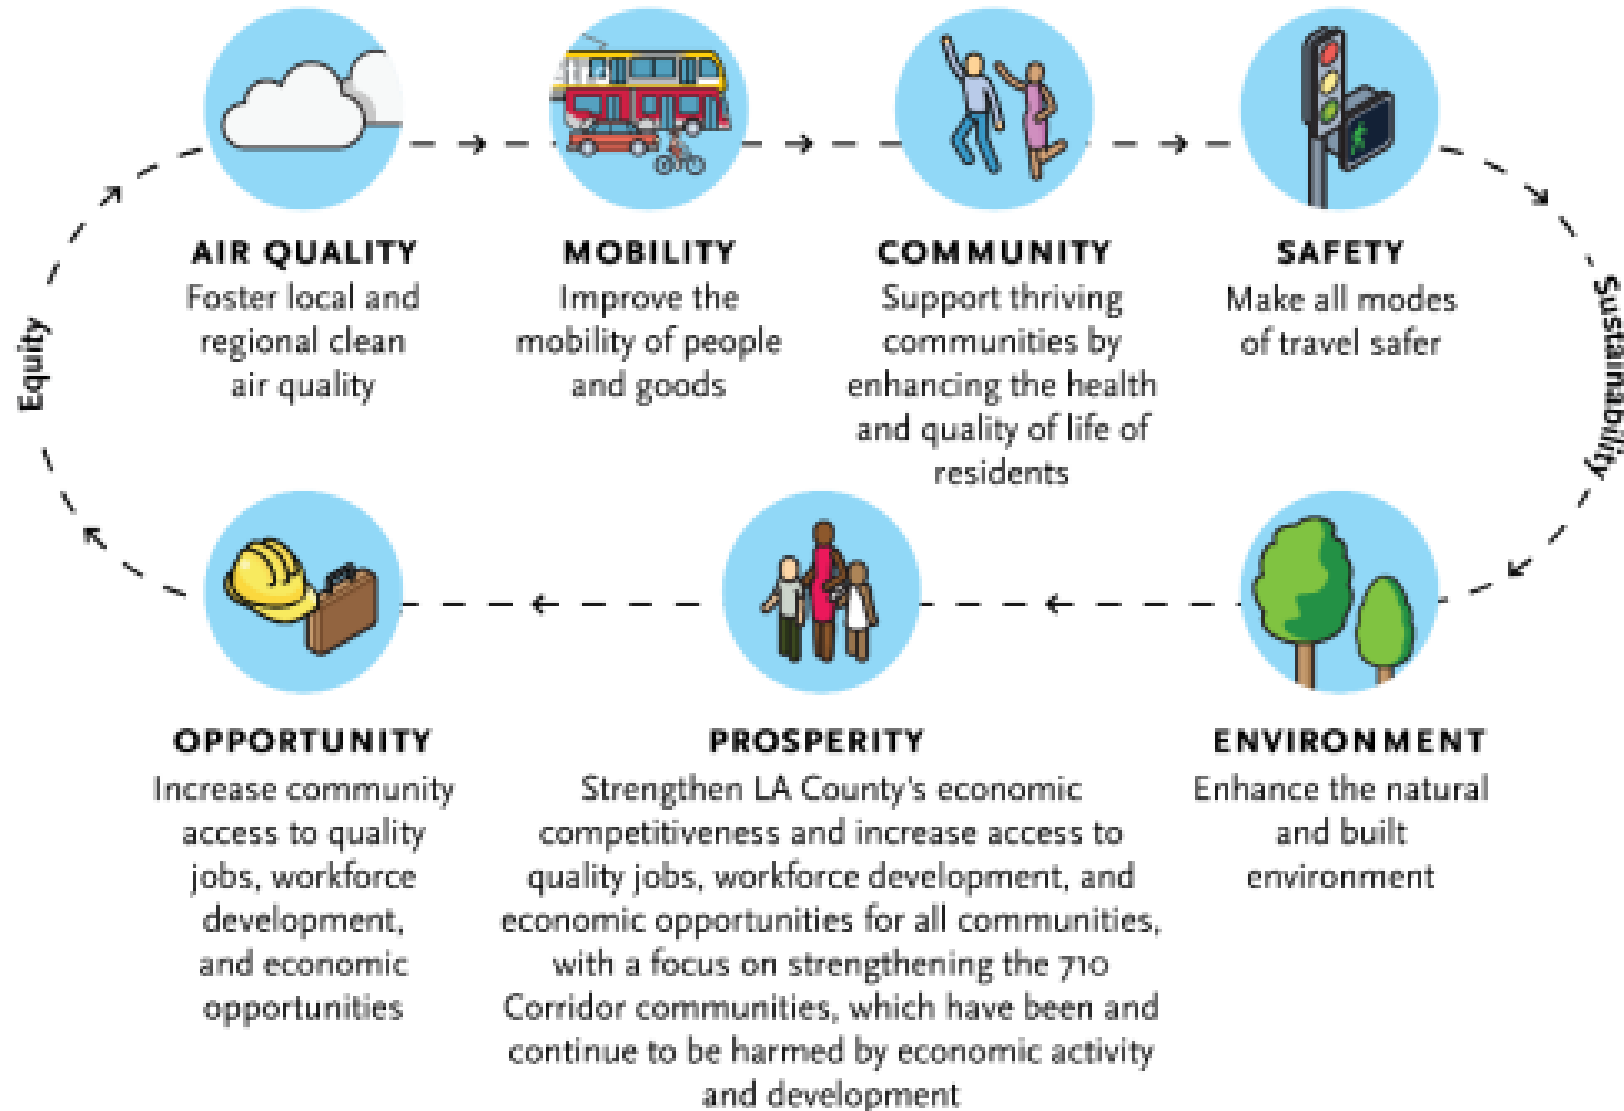 etro
AIR QUALITY
Foster local and
regional clean
air quality
MOBILITY
Improve the
mobility of people
and goods
COMMUNITY
Support thriving
communities by
enhancing the health
and quality of life of
residents
SAFETY
Make all modes
of travel safer
Sustainability
ENVIRONMENT
Enhance the natural
and built
environment
PROSPERITY
Strengthen LA County's economic
competitiveness and increase access to
quality jobs, workforce development, and
economic opportunities for all communities,
with a focus on strengthening the 710
Corridor communities, which have been and
continue to be harmed by economic activity
and development
OPPORTUNITY
Increase community
access to quality
jobs, workforce
development,
and economic
opportunities
Equity